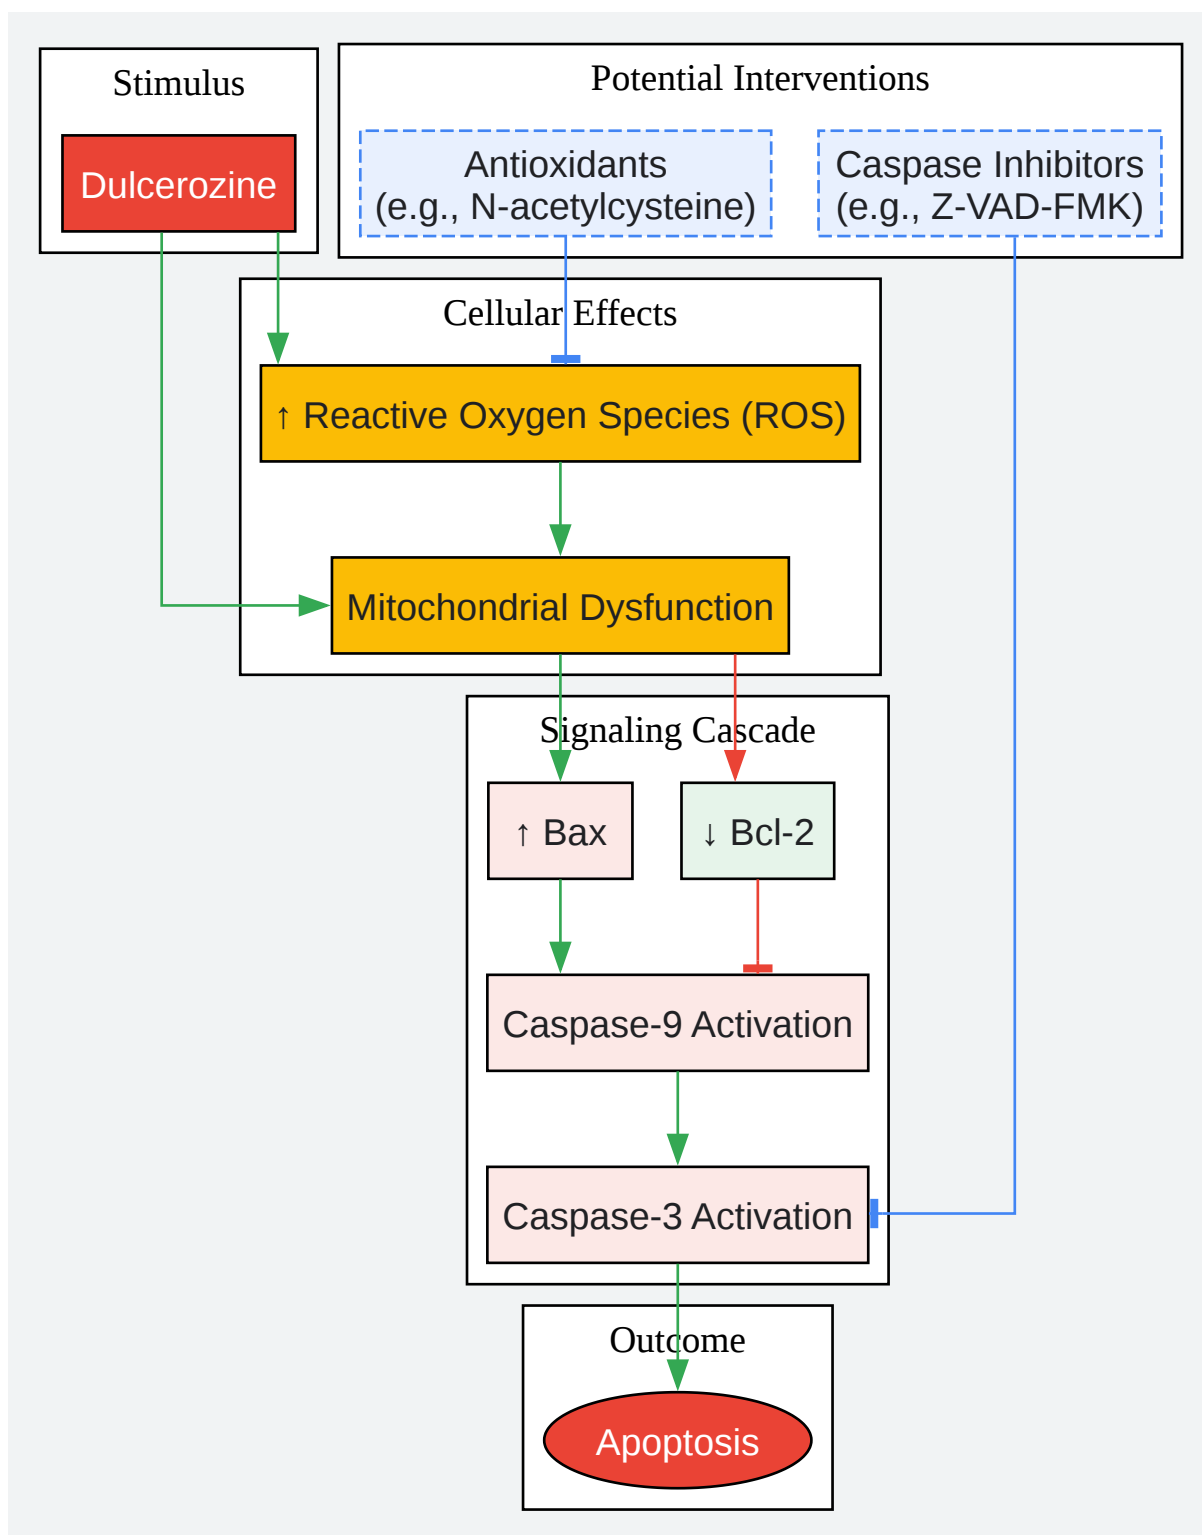 Stimulus
Dulcerozine
Potential Interventions
Antioxidants
(e.g., N-acetylcysteine)
Caspase Inhibitors
(e.g., Z-VAD-FMK)
Cellular Effects
↑ Reactive Oxygen Species (ROS)
Mitochondrial Dysfunction
Signaling Cascade
↑ Bax
↓ Bcl-2
Caspase-9 Activation
Caspase-3 Activation
Outcome
Apoptosis